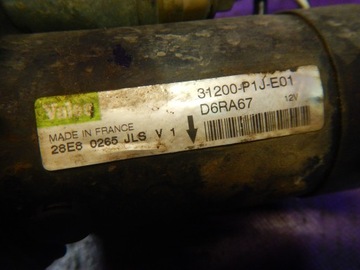 Valeo
31200-P1J-E01
D6RA67 12V
MADE IN FRANCE
28E8 0265 JLS V 1